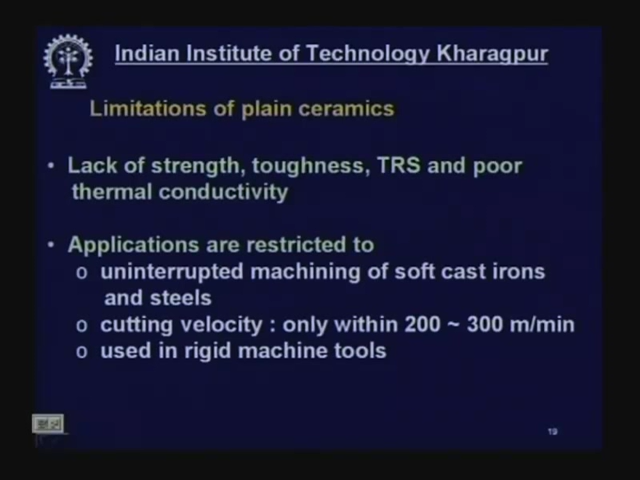 Indian Institute of Technology Kharagpur
Limitations of plain ceramics
• Lack of strength, toughness, TRS and poor
thermal conductivity
• Applications are restricted to
o uninterrupted machining of soft cast irons
and steels
o cutting velocity : only within 200 ~ 300 m/min
o used in rigid machine tools
19